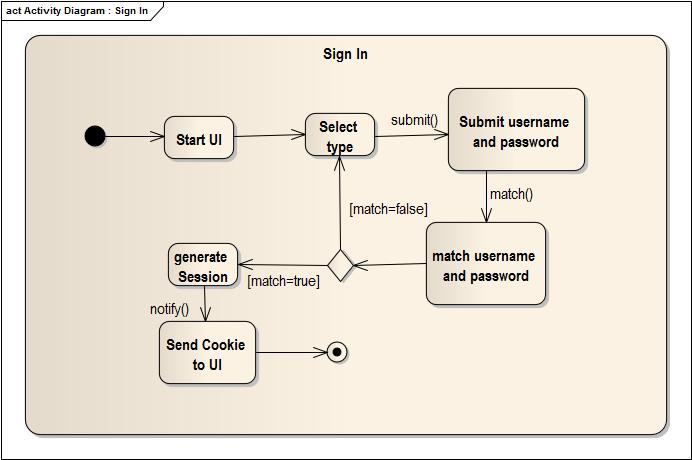 act Activity Diagram : Sign In
Sign In
Start UI
Select
type
submit()
Submit username
and password
match()
[match=false]
match username
and password
generate
Session
[match=true]
notify()
Send Cookie
to UI